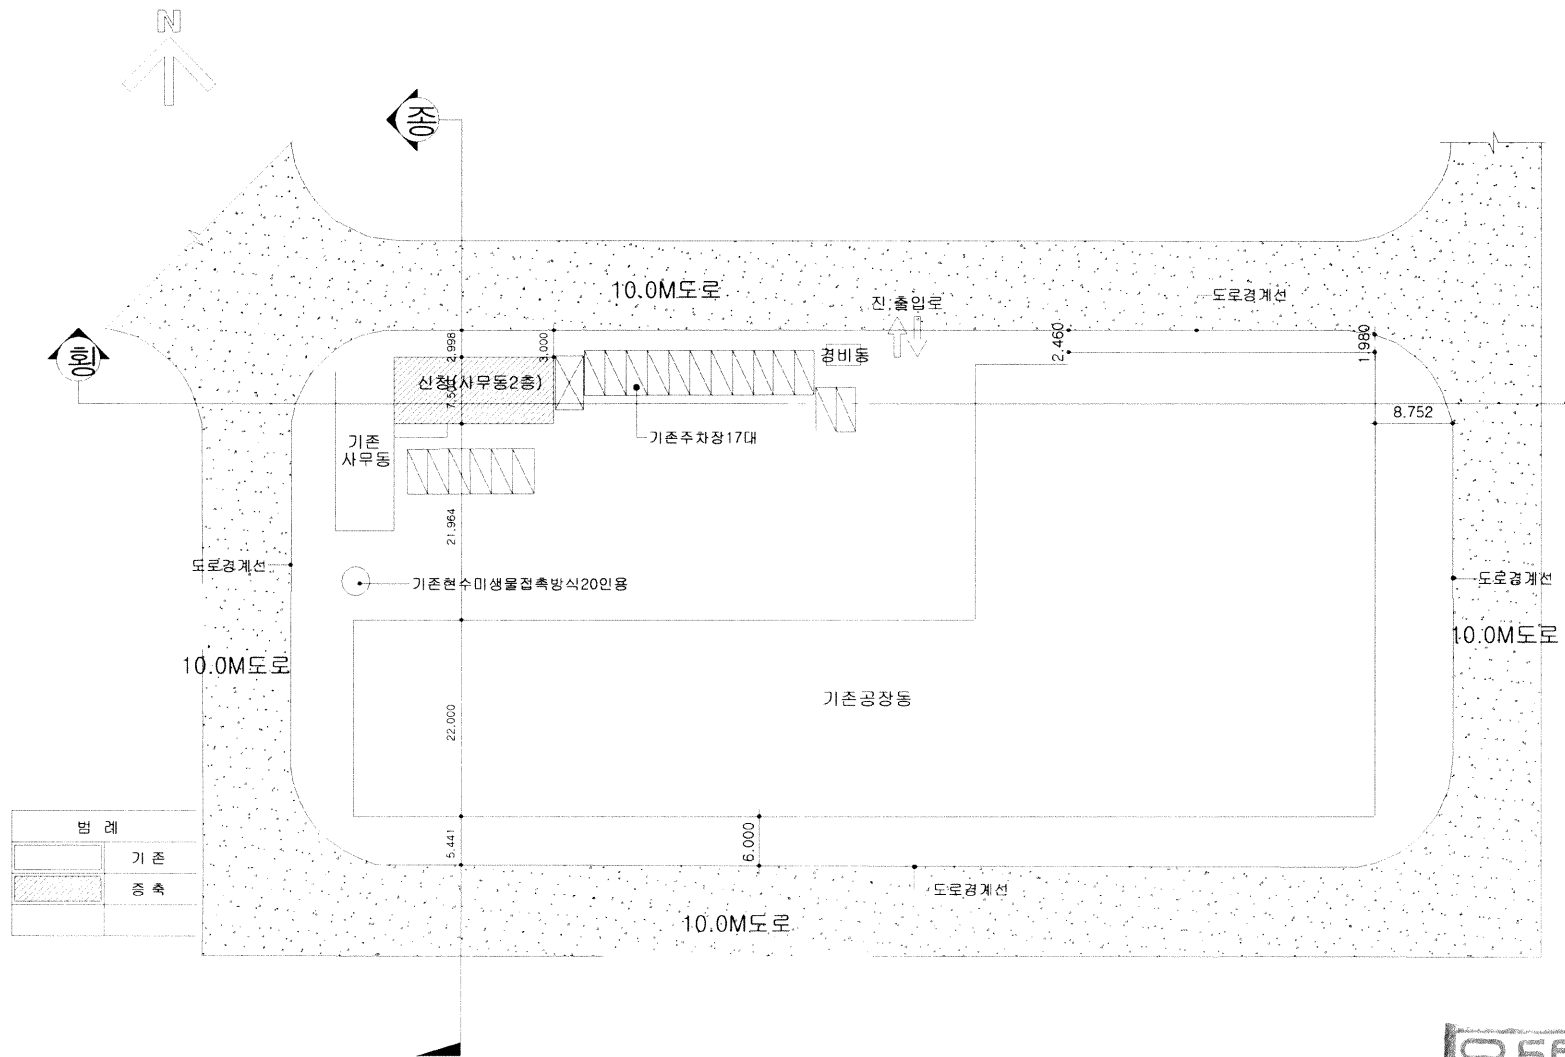 N
종
10.0M도로
진.출입로
도로경계선
횡
2.998
3.000
2.460
1.980
경비동
신청(사무동2층)
8.752
기존
사무동
기존주차장17대
21.964
도로경계선
기존현수미생물접촉방식20인용
도로경계선
10.0M도로
10.0M도로
기존공장동
22.000
범 례
기 존
증 축
5.441
6.000
도로경계선
10.0M도로